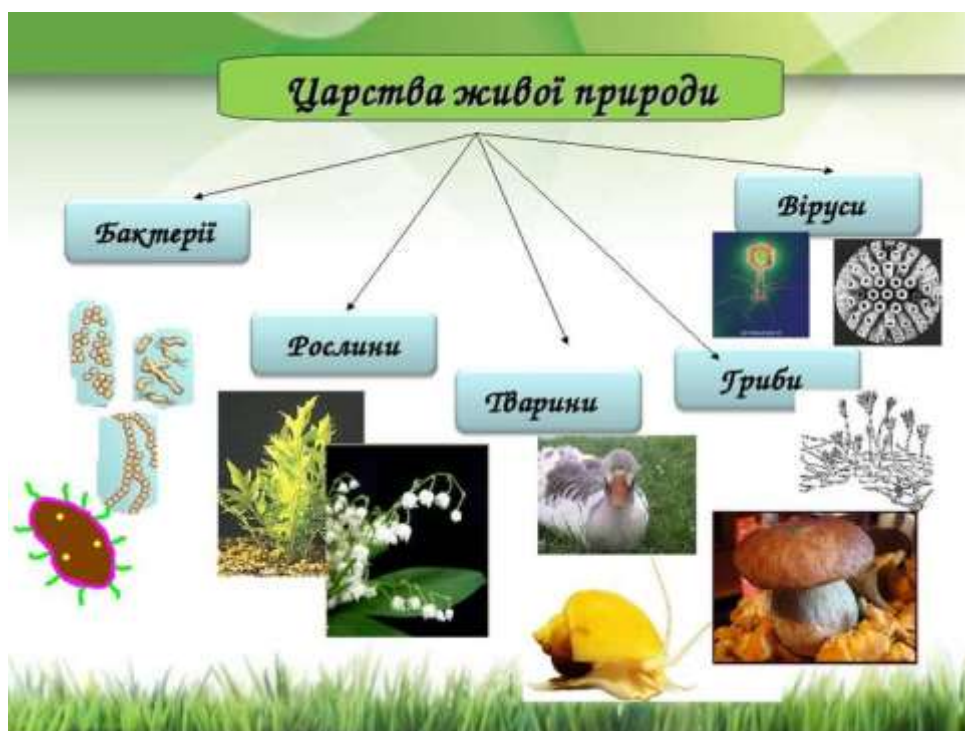 Царства живої природи
Бактерії
Віруси
Рослини
Тварини
Гриби